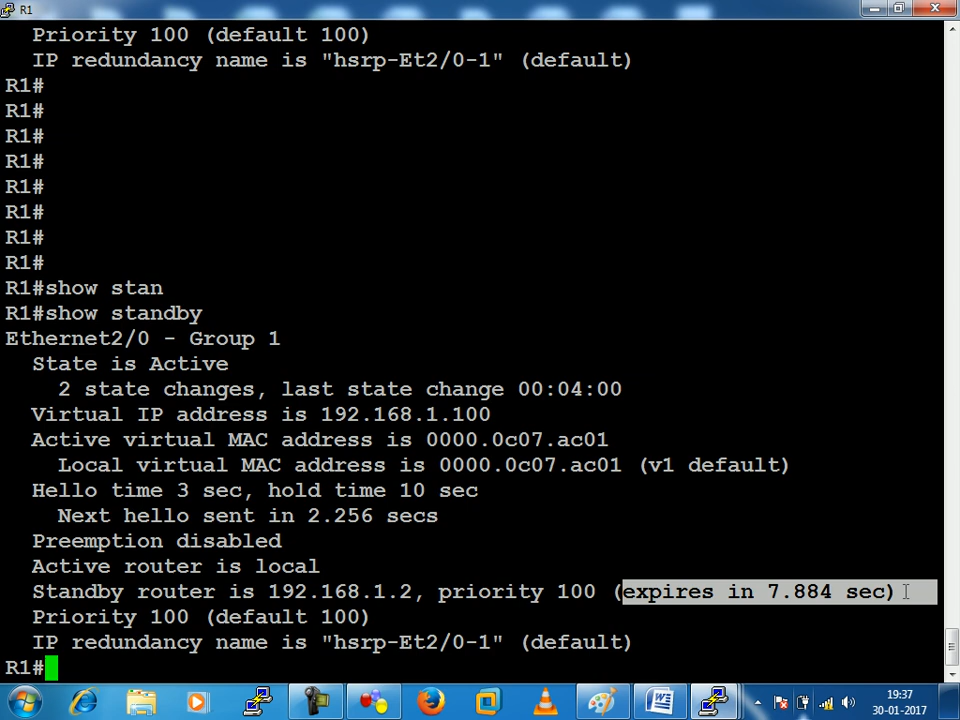 R1
Priority 100 (default 100)
IP redundancy name is "hsrp-Et2/0-1" (default)
R1#
R1#
R1#
R1#
R1#
R1#
R1#
R1#
R1#show stan
R1#show standby
Ethernet2/0 - Group 1
State is Active
2 state changes, last state change 00:04:00
Virtual IP address is 192.168.1.100
Active virtual MAC address is 0000.0c07.ac01
Local virtual MAC address is 0000.0c07.ac01 (v1 default)
Hello time 3 sec, hold time 10 sec
Next hello sent in 2.256 secs
Preemption disabled
Active router is local
Standby router is 192.168.1.2, priority 100 (expires in 7.884 sec)
Priority 100 (default 100)
IP redundancy name is "hsrp-Et2/0-1" (default)
R1#
19:37
30-01-2017